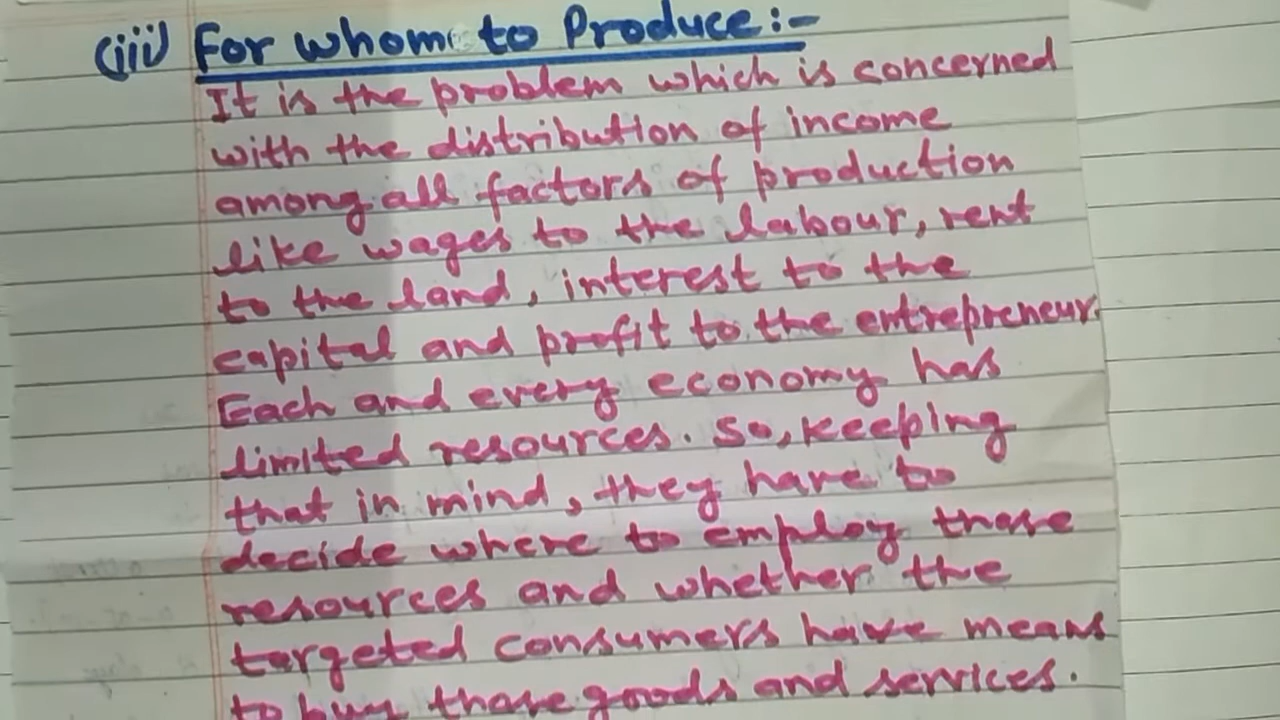 (iii) For whom to Produce:-
It is the problem which is concerned
with the distribution of income
among all factors of production
like wages to the labour, rent
to the land, interest to the
capital and profit to the entrepreneur.
Each and every economy has
limited resources. So, keeping
that in mind, they have to
decide where to employ these
resources and whether the
targeted consumers have means
to buy those goods and services.